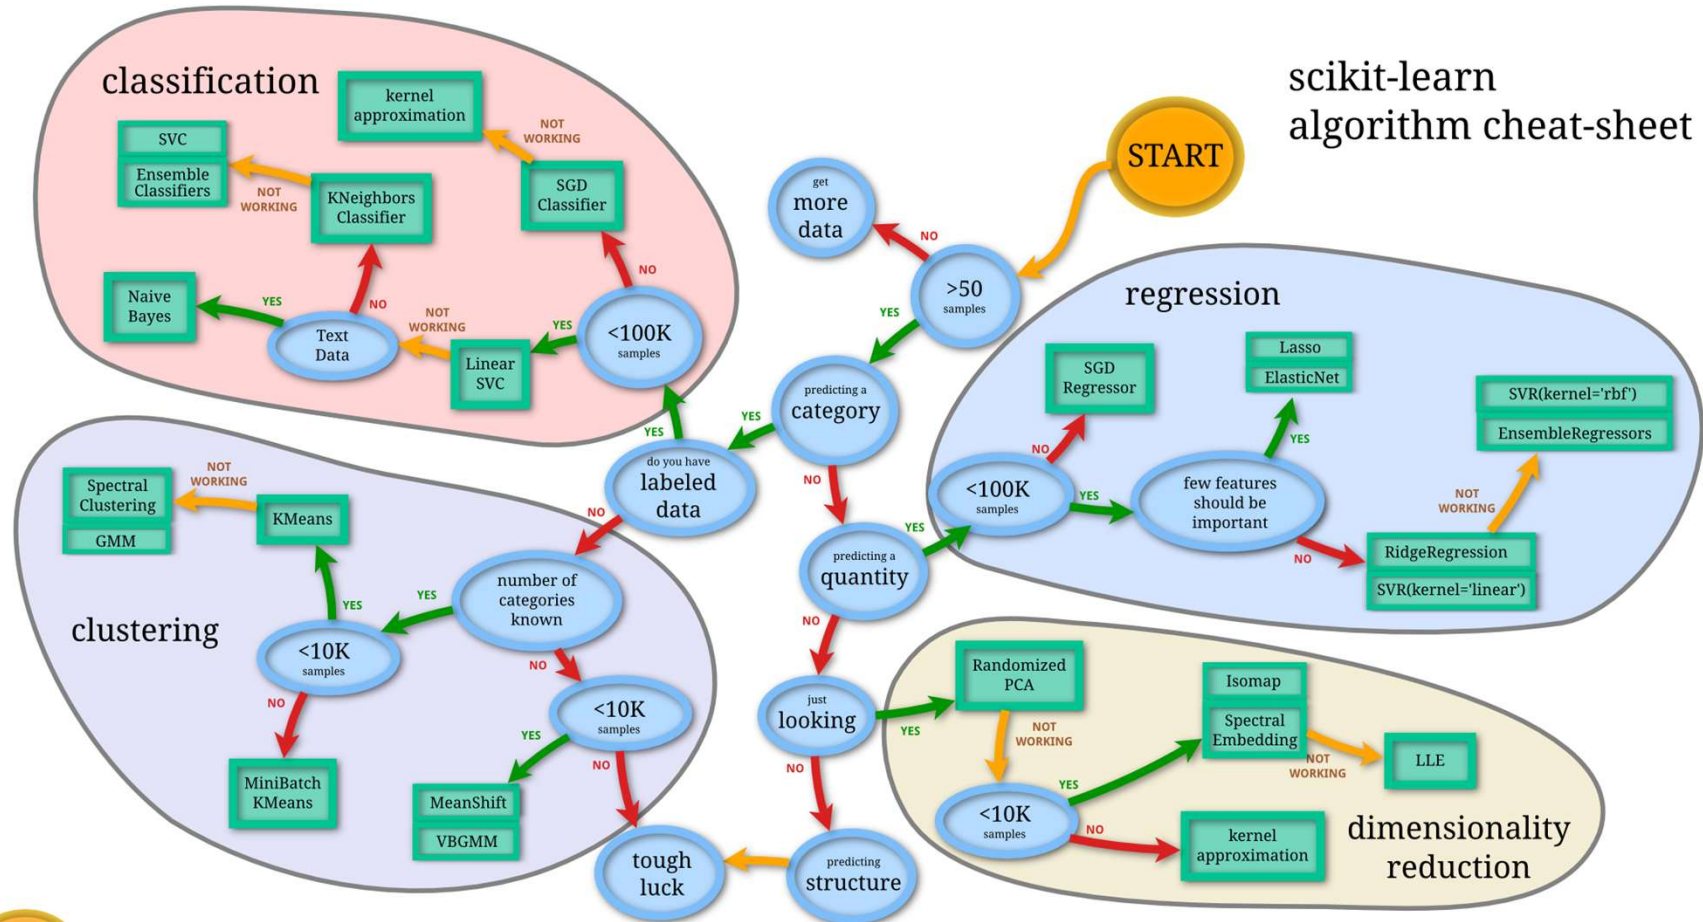 scikit-learn
algorithm cheat-sheet
START
get
more
data
NO
>50
samples
YES
predicting a
category
YES
NO
do you have
labeled
data
YES
NO
predicting a
quantity
YES
NO
just
looking
YES
NO
predicting
structure
tough
luck
classification
kernel
approximation
NOT
WORKING
SVC
Ensemble
Classifiers
NOT
WORKING
KNeighbors
Classifier
SGD
Classifier
NO
Naive
Bayes
YES
NO
Text
Data
NOT
WORKING
Linear
SVC
YES
<100K
samples
regression
SGD
Regressor
Lasso
ElasticNet
SVR(kernel='rbf')
EnsembleRegressors
NO
YES
<100K
samples
YES
few features
should be
important
NOT
WORKING
NO
RidgeRegression
SVR(kernel='linear')
clustering
Spectral
Clustering
GMM
NOT
WORKING
KMeans
YES
<10K
samples
YES
number of
categories
known
NO
NO
<10K
samples
MiniBatch
KMeans
YES
NO
MeanShift
VBGMM
Randomized
PCA
NOT
WORKING
Isomap
Spectral
Embedding
NOT
WORKING
LLE
YES
<10K
samples
NO
kernel
approximation
dimensionality
reduction